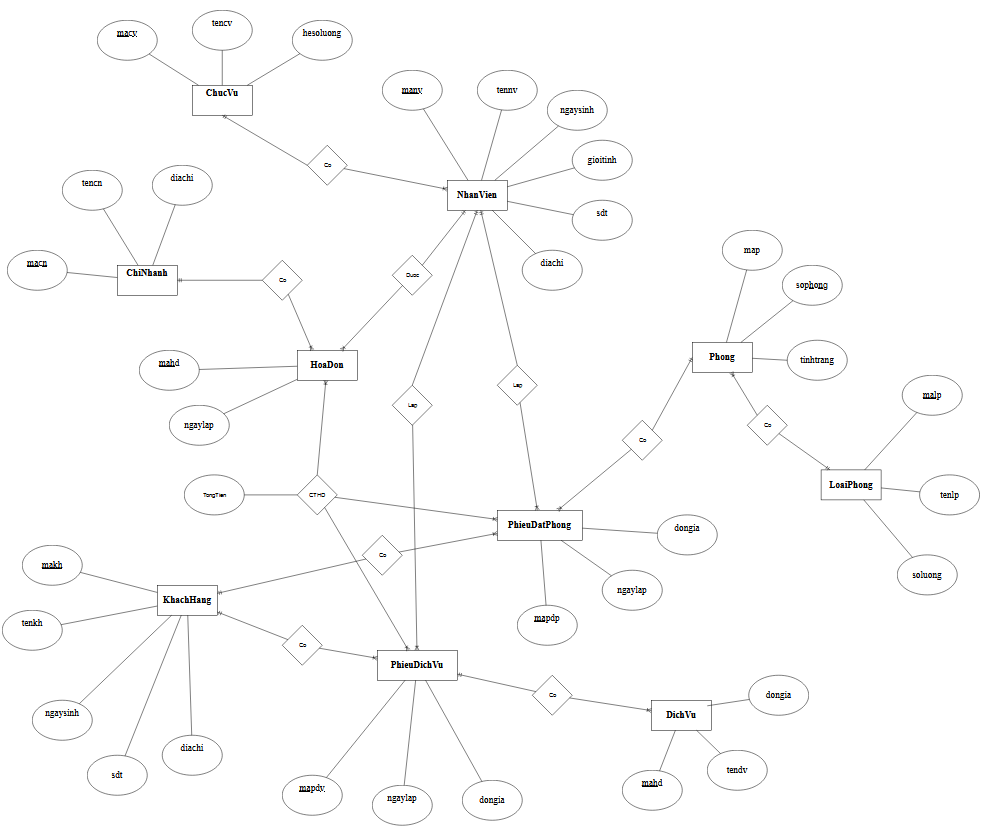 tencv
macv
hesoluong
ChucVu
manv
tennv
ngaysinh
gioitinh
Co
tencn
diachi
NhanVien
sdt
map
macn
ChiNhanh
Co
Duoc
diachi
sophong
mahd
HoaDon
Phong
tinhtrang
ngaylap
Lap
Lap
Co
Co
malp
TongTien
CTHD
LoaiPhong
tenlp
PhieuDatPhong
dongia
makh
Co
soluong
KhachHang
ngaylap
tenkh
mapdp
Co
PhieuDichVu
ngaysinh
Co
DichVu
dongia
sdt
diachi
mapdv
ngaylap
dongia
mahd
tendv